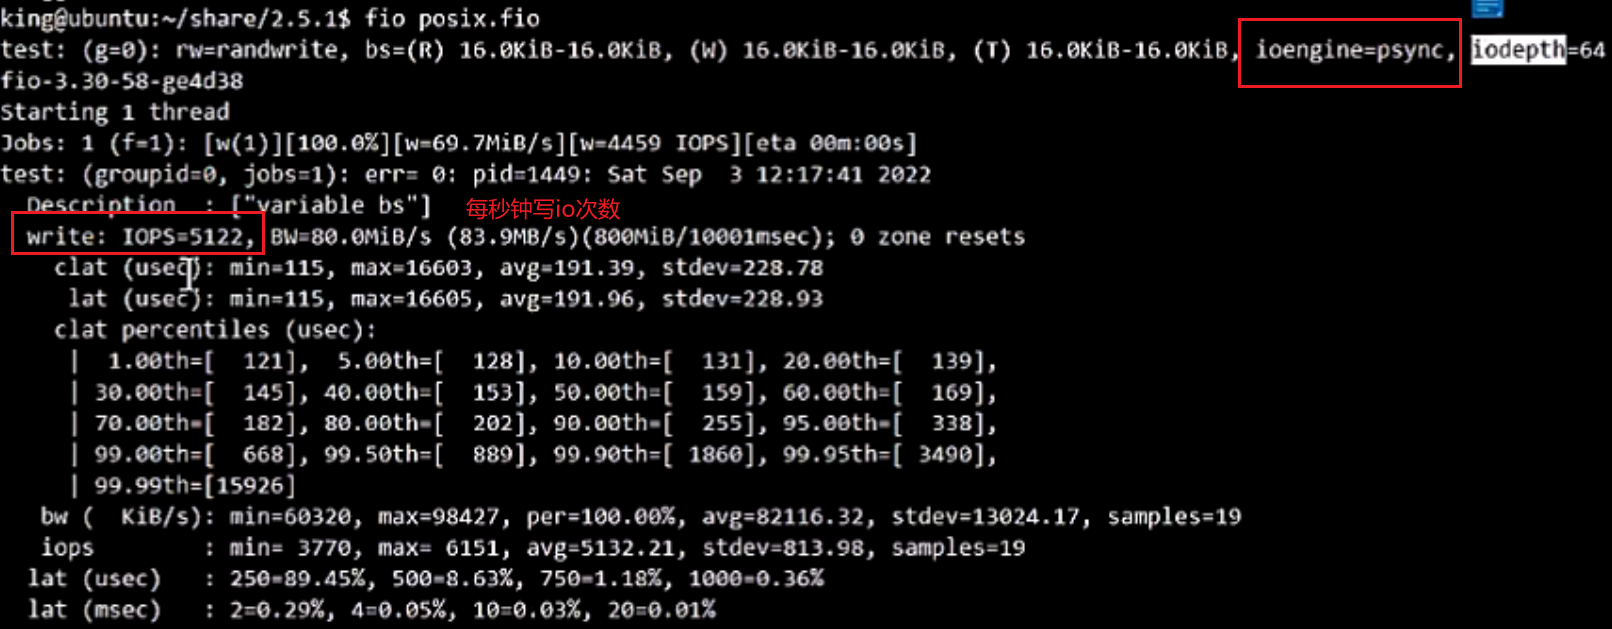 king@ubuntu:~/share/2.5.1$ fio posix.fio
test: (g=0): rw=randwrite, bs=(R) 16.0KiB-16.0KiB, (W) 16.0KiB-16.0KiB, (T) 16.0KiB-16.0KiB, ioengine=psync, iodepth=64
fio-3.30-58-ge4d38
Starting 1 thread
Jobs: 1 (f=1): [w(1)][100.0%][w=69.7MiB/s][w=4459 IOPS][eta 00m:00s]
test: (groupid=0, jobs=1): err= 0: pid=1449: Sat Sep  3 12:17:41 2022
  Description  : ["variable bs"] 每秒钟写io次数
  write: IOPS=5122, BW=80.0MiB/s (83.9MB/s)(800MiB/10001msec); 0 zone resets
    clat (usec): min=115, max=16603, avg=191.39, stdev=228.78
     lat (usec): min=115, max=16605, avg=191.96, stdev=228.93
    clat percentiles (usec):
     |  1.00th=[  121],  5.00th=[  128], 10.00th=[  131], 20.00th=[  139],
     | 30.00th=[  145], 40.00th=[  153], 50.00th=[  159], 60.00th=[  169],
     | 70.00th=[  182], 80.00th=[  202], 90.00th=[  255], 95.00th=[  338],
     | 99.00th=[  668], 99.50th=[  889], 99.90th=[ 1860], 99.95th=[ 3490],
     | 99.99th=[15926]
   bw (  KiB/s): min=60320, max=98427, per=100.00%, avg=82116.32, stdev=13024.17, samples=19
   iops        : min= 3770, max= 6151, avg=5132.21, stdev=813.98, samples=19
  lat (usec)   : 250=89.45%, 500=8.63%, 750=1.18%, 1000=0.36%
  lat (msec)   : 2=0.29%, 4=0.05%, 10=0.03%, 20=0.01%